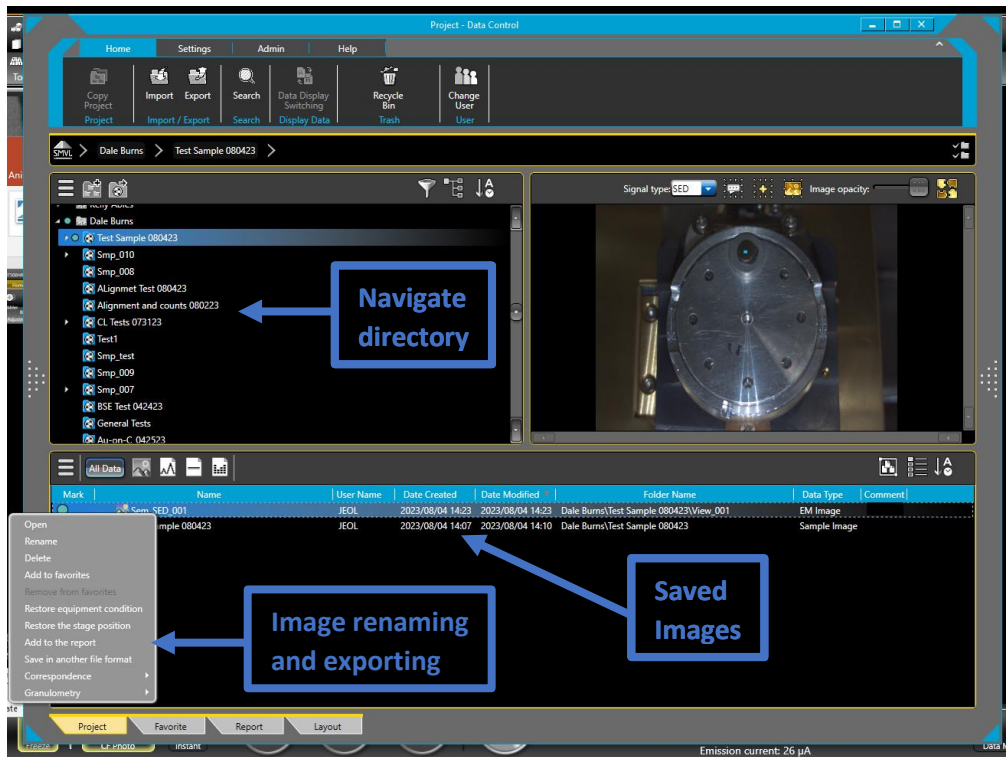 Project - Data Control
Home Settings Admin Help
To
Copy Project
Import
Export
Search
Data Display Switching
Recycle Bin
Change User
Project
Import / Export
Search
Display Data
Trash
User
SMVL > Dale Burns > Test Sample 080423 >
Ani
Signal type: SED
Image opacity:
Dale Burns
Test Sample 080423
Smp_010
Smp_008
ALignmet Test 080423
Alignment and counts 080223
CL Tests 073123
Test1
Smp_test
Smp_009
Smp_007
BSE Test 042423
General Tests
Au-on-C 042523
Navigate
directory
All Data
Mark Name User Name Date Created Date Modified Folder Name Data Type Comment
Sem_SED_001 JEOL 2023/08/04 14:23 2023/08/04 14:23 Dale Burns\Test Sample 080423\View_001 EM Image
mple 080423 JEOL 2023/08/04 14:07 2023/08/04 14:10 Dale Burns\Test Sample 080423 Sample Image
Open
Rename
Delete
Add to favorites
Remove from favorites
Restore equipment condition
Restore the stage position
Add to the report
Save in another file format
Correspondence
Granulometry
Image renaming
and exporting
Saved
Images
Project Favorite Report Layout
Freeze 1 CF Photo Instant
Emission current: 26 µA